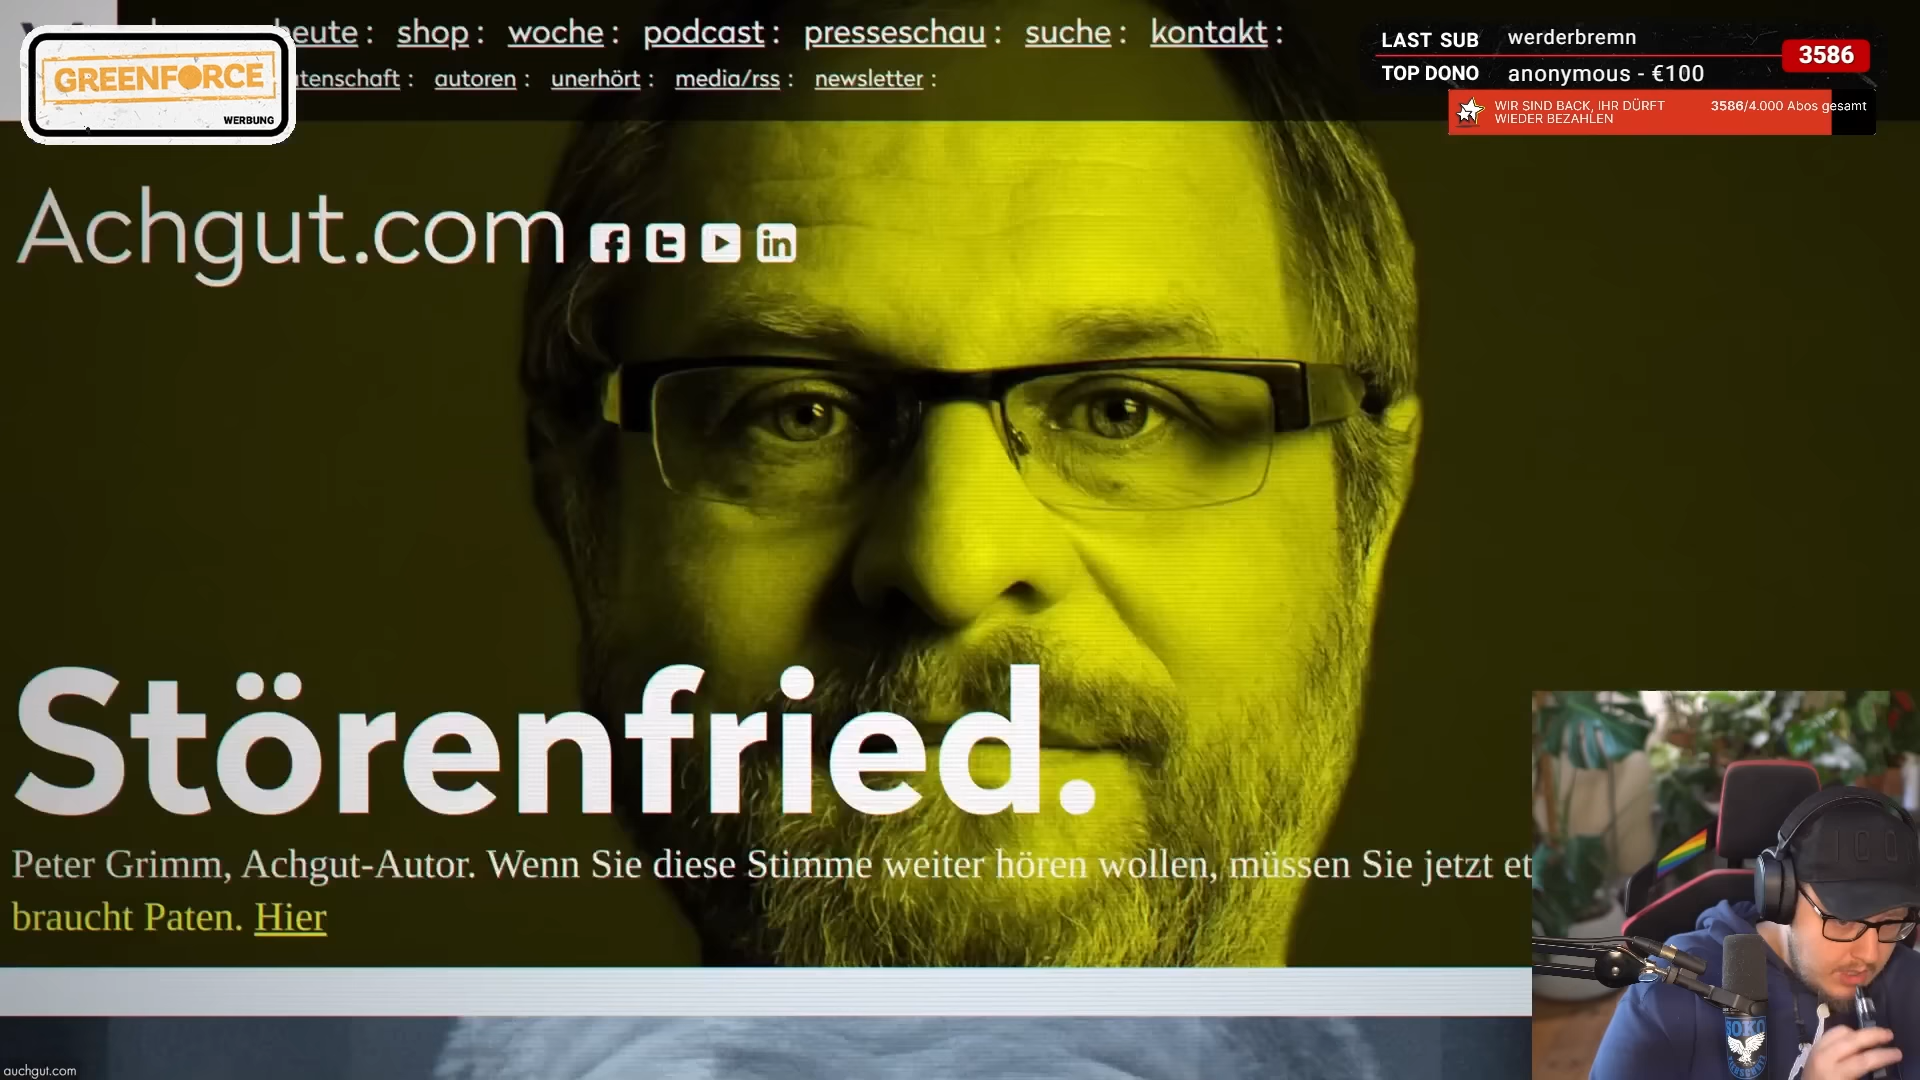 heute : shop : woche : podcast : presseschau : suche : kontakt :
autoren : unerhört : media/rss : newsletter :
GREENFORCE
WERBUNG
LAST SUB werderbremn
3586
TOP DONO anonymous - €100
WIR SIND BACK, IHR DÜRFT WIEDER BEZAHLEN
3586/4.000 Abos gesamt
Achgut.com
Störenfried.
Peter Grimm, Achgut-Autor. Wenn Sie diese Stimme weiter hören wollen, müssen Sie jetzt
braucht Paten. Hier
SOKO
auchgut.com